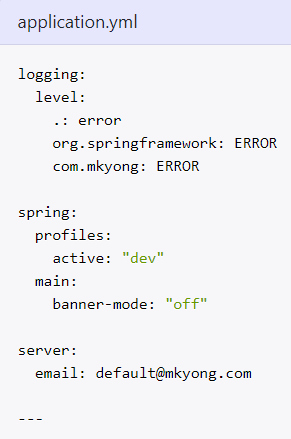 application.yml
logging:
  level:
    .: error
    org.springframework: ERROR
    com.mkyong: ERROR
spring:
  profiles:
    active: "dev"
  main:
    banner-mode: "off"
server:
  email: default@mkyong.com
---